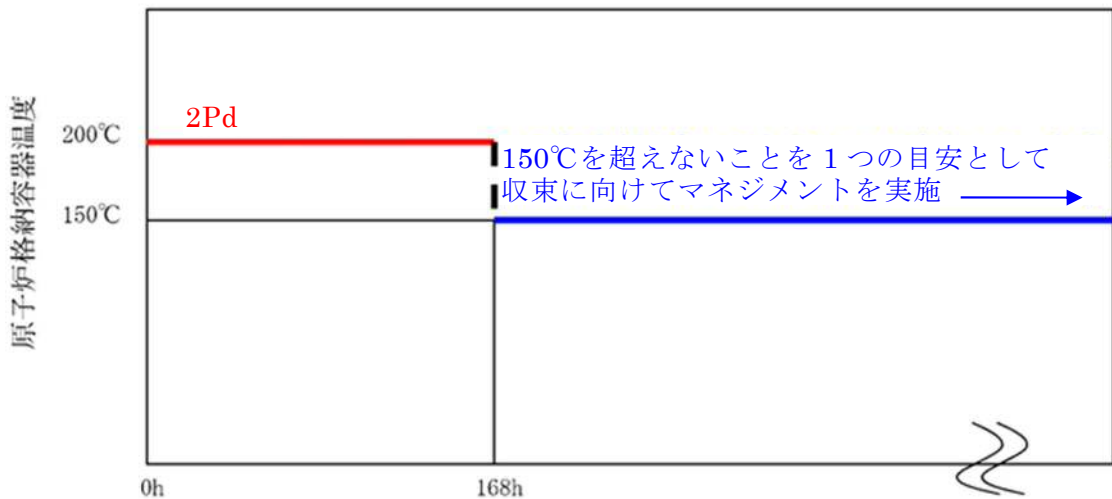 原子炉格納容器温度
200℃
2Pd
150℃を超えないことを 1 つの目安として
収束に向けてマネジメントを実施
150℃
0h
168h